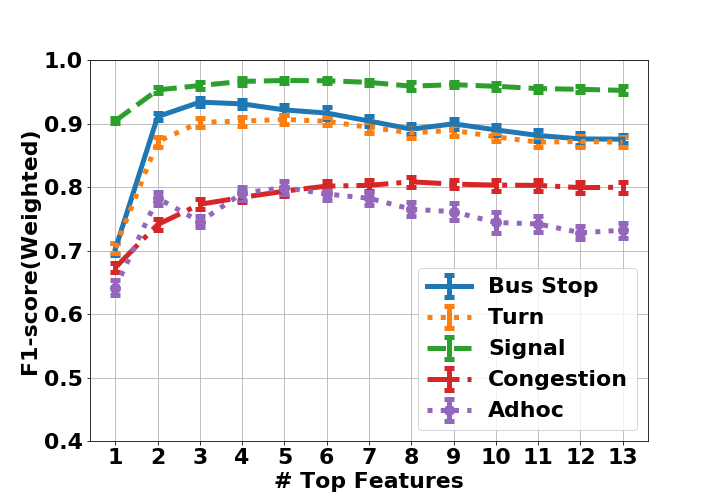 1.0
0.9
0.8
0.7
0.6
0.5
0.4
F1-score(Weighted)
Bus Stop
Turn
Signal
Congestion
Adhoc
1 2 3 4 5 6 7 8 9 10 11 12 13
# Top Features